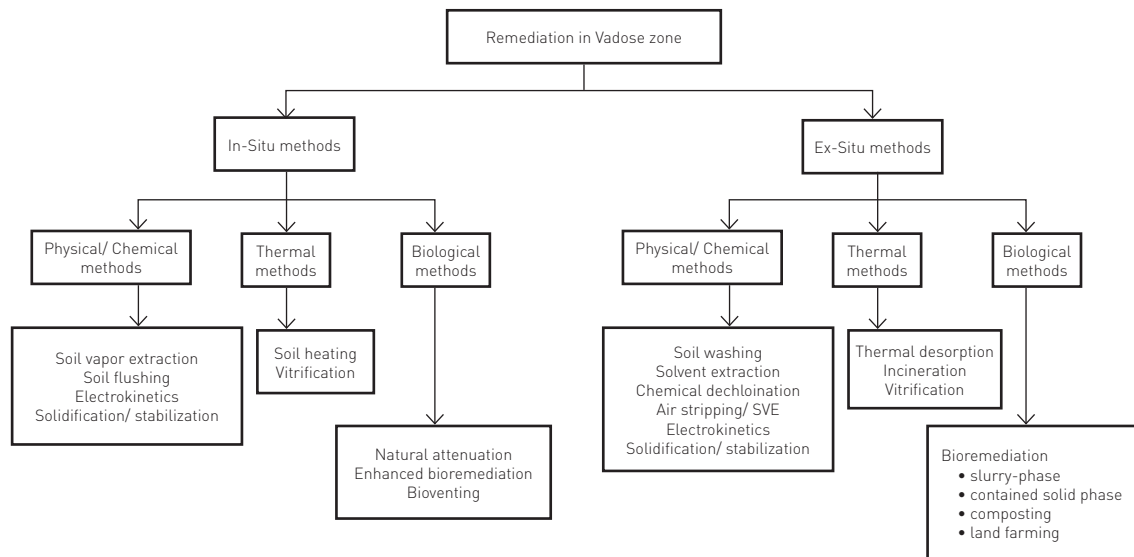 Remediation in Vadose zone
In-Situ methods
Ex-Situ methods
Physical/ Chemical
methods
Thermal
methods
Biological
methods
Physical/ Chemical
methods
Thermal
methods
Biological
methods
Soil vapor extraction
Soil flushing
Electrokinetics
Solidification/ stabilization
Soil heating
Vitrification
Natural attenuation
Enhanced bioremediation
Bioventing
Soil washing
Solvent extraction
Chemical dechloination
Air stripping/ SVE
Electrokinetics
Solidification/ stabilization
Thermal desorption
Incineration
Vitrification
Bioremediation
• slurry-phase
• contained solid phase
• composting
• land farming